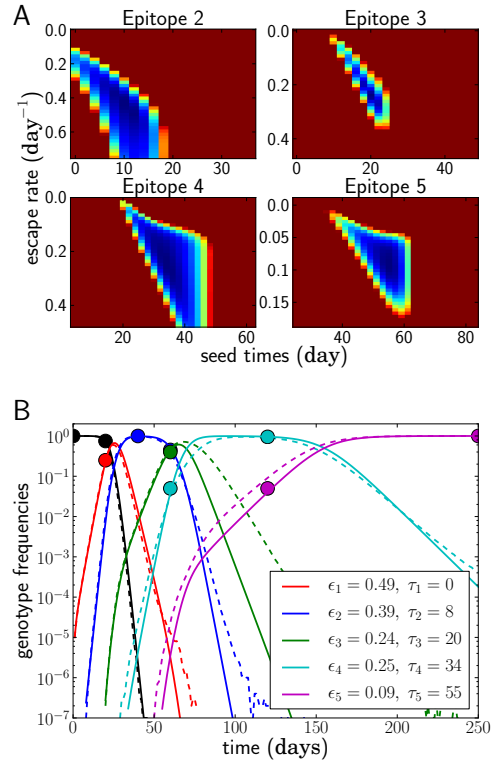 A
Epitope 2
Epitope 3
0.0
0.2
0.4
0.6
0 10 20 30
0.0
0.2
0.4
0 20 40
Epitope 4
Epitope 5
0.0
0.2
0.4
20 40 60
0.0
0.05
0.10
0.15
40 60 80
escape rate (day⁻¹)
seed times (day)
B
10⁰
10⁻¹
10⁻²
10⁻³
10⁻⁴
10⁻⁵
10⁻⁶
10⁻⁷
genotype frequencies
ϵ₁ = 0.49, τ₁ = 0
ϵ₂ = 0.39, τ₂ = 8
ϵ₃ = 0.24, τ₃ = 20
ϵ₄ = 0.25, τ₄ = 34
ϵ₅ = 0.09, τ₅ = 55
0 50 100 150 200 250
time (days)